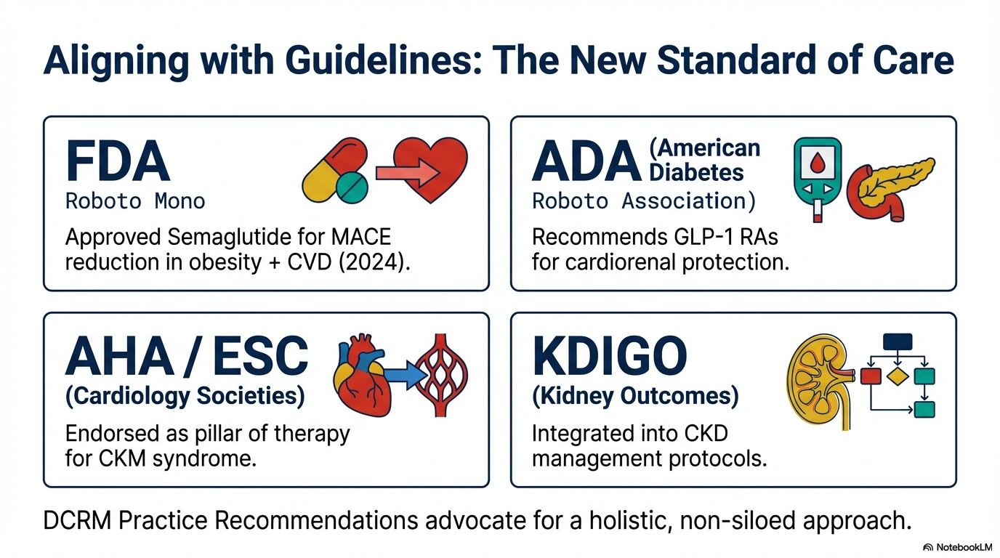 Aligning with Guidelines: The New Standard of Care
FDA
Roboto Mono
Approved Semaglutide for MACE
reduction in obesity + CVD (2024).
ADA (American
Diabetes
Roboto Association)
Recommends GLP-1 RAs
for cardiorenal protection.
AHA / ESC
(Cardiology Societies)
Endorsed as pillar of therapy
for CKM syndrome.
KDIGO
(Kidney Outcomes)
Integrated into CKD
management protocols.
DCRM Practice Recommendations advocate for a holistic, non-siloed approach.
NotebookLM